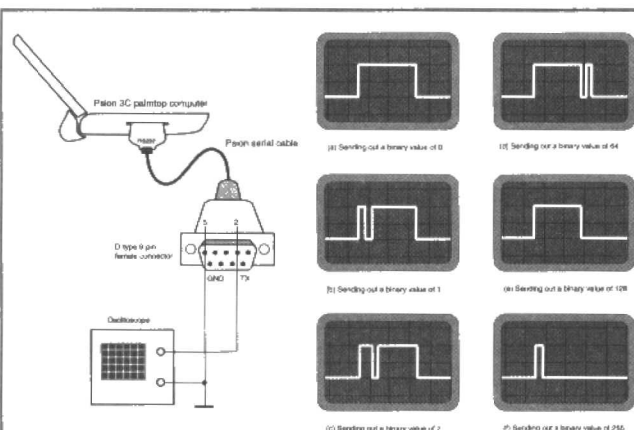 Psion 3C palmtop computer
Psion serial cable
5 2
D type 9 pin
female connector
GND TX
Oscilloscope
(a) Sending out a binary value of 0
(d) Sending out a binary value of 64
(b) Sending out a binary value of 1
(e) Sending out a binary value of 128
(c) Sending out a binary value of 2
(f) Sending out a binary value of 255